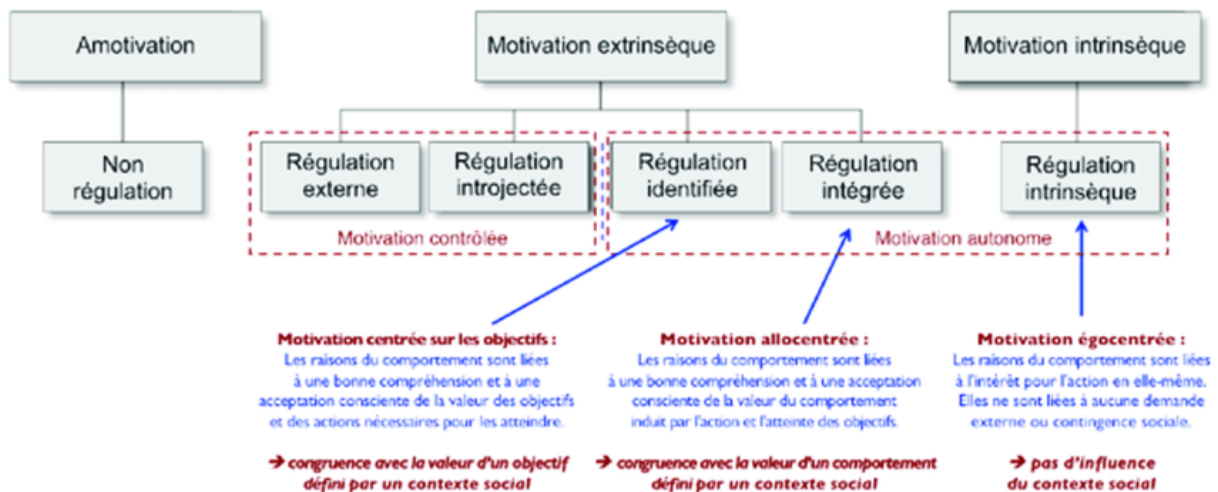 Amotivation
Motivation extrinsèque
Motivation intrinsèque
Non
régulation
Régulation
externe
Régulation
introjectée
Régulation
identifiée
Régulation
intégrée
Régulation
intrinsèque
Motivation contrôlée
Motivation autonome
Motivation centrée sur les objectifs :
Les raisons du comportement sont liées
à une bonne compréhension et à une
acceptation consciente de la valeur des objectifs
et des actions nécessaires pour les atteindre.
➔ congruence avec la valeur d'un objectif
défini par un contexte social
Motivation allocentrée :
Les raisons du comportement sont liées
à une bonne compréhension et à une acceptation
consciente de la valeur du comportement
induit par l'action et l'atteinte des objectifs.
➔ congruence avec la valeur d'un comportement
défini par un contexte social
Motivation égocentrée :
Les raisons du comportement sont liées
à l'intérêt pour l'action en elle-même.
Elles ne sont liées à aucune demande
externe ou contingence sociale.
➔ pas d'influence
du contexte social